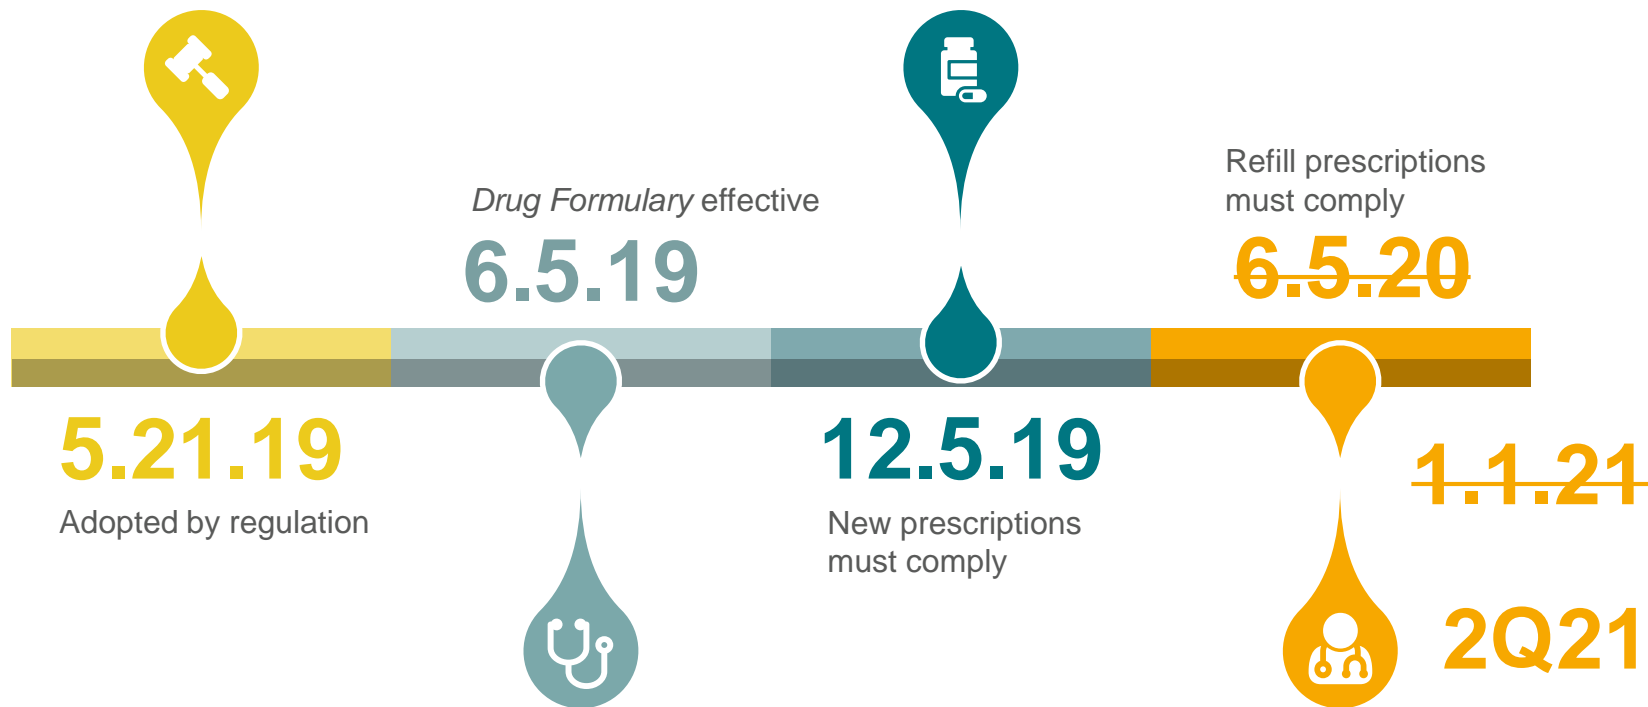 5.21.19
Adopted by regulation
Drug Formulary effective
6.5.19
12.5.19
New prescriptions
must comply
Refill prescriptions
must comply
6.5.20
1.1.21
2Q21